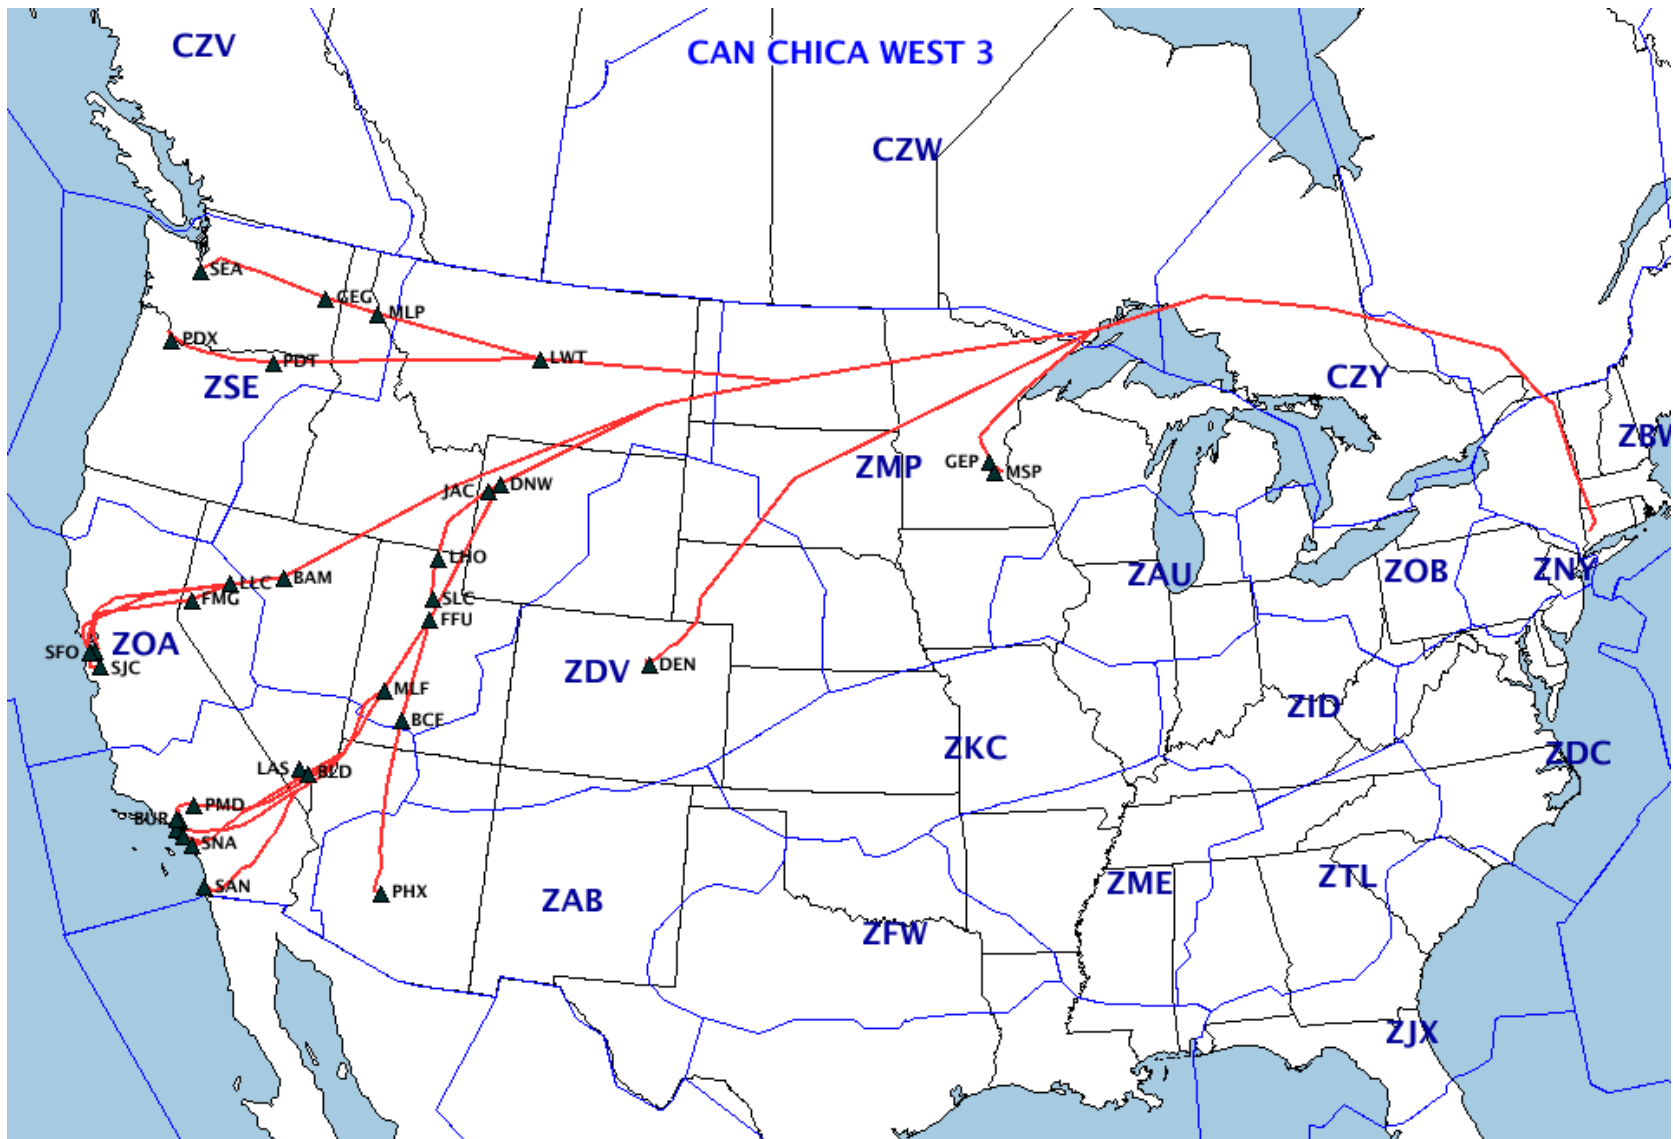 CZV
CAN CHICA WEST 3
CZW
SEA
GEG
MLP
PDX
PDT
LWT
ZSE
CZY
ZBW
ZMP
GEP
MSP
JAC
DNW
LHO
BAM
LLC
FMG
SLC
FFU
ZAU
ZOB
ZNY
SFO
ZOA
SJC
ZDV
DEN
MLF
BCE
ZID
ZKC
ZDC
LAS
BLD
PMD
BUR
SNA
SAN
PHX
ZAB
ZME
ZTL
ZFW
ZJX